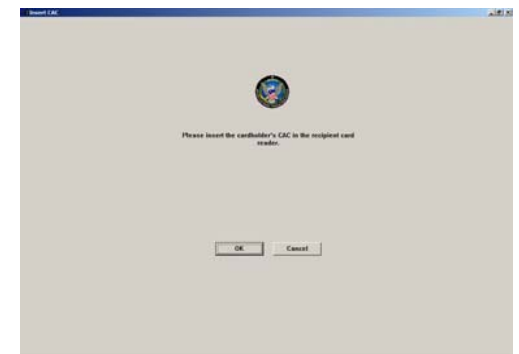 Insert CAC
Please insert the cardholder's CAC in the recipient card
reader.
OK Cancel